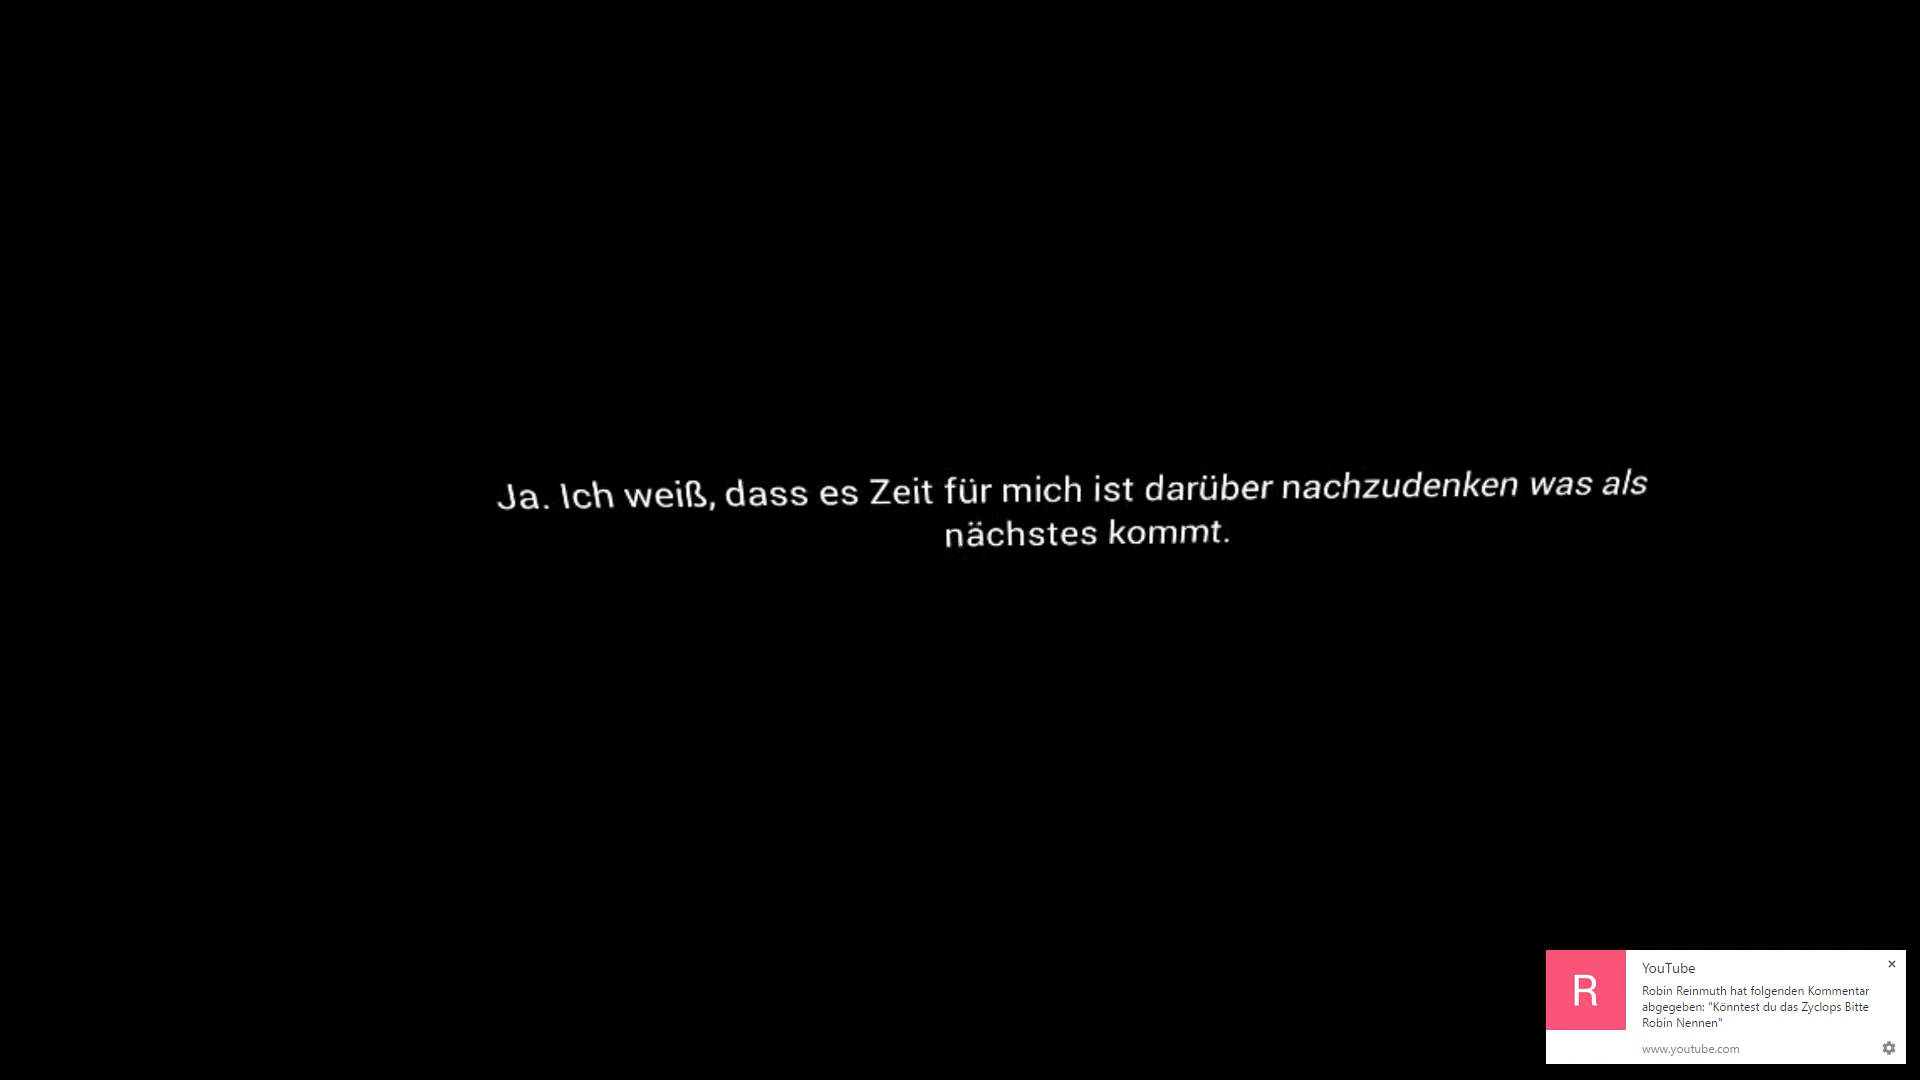 Ja. Ich weiß, dass es Zeit für mich ist darüber nachzudenken was als
nächstes kommt.
R
YouTube
Robin Reinmuth hat folgenden Kommentar
abgegeben: "Könntest du das Zyclops Bitte
Robin Nennen"
www.youtube.com